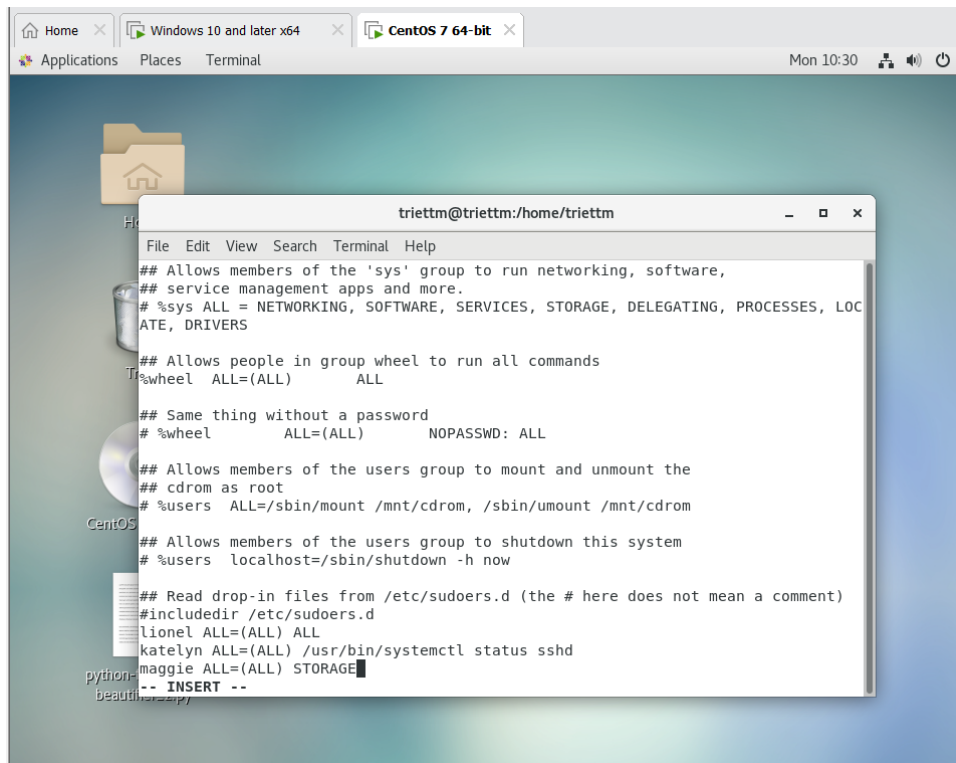 Home
Windows 10 and later x64
CentOS 7 64-bit
Applications Places Terminal
Mon 10:30
triettm@triettm:/home/triettm
File Edit View Search Terminal Help
## Allows members of the 'sys' group to run networking, software,
## service management apps and more.
# %sys ALL = NETWORKING, SOFTWARE, SERVICES, STORAGE, DELEGATING, PROCESSES, LOC
ATE, DRIVERS
## Allows people in group wheel to run all commands
%wheel ALL=(ALL) ALL
## Same thing without a password
# %wheel ALL=(ALL) NOPASSWD: ALL
## Allows members of the users group to mount and unmount the
## cdrom as root
# %users ALL=/sbin/mount /mnt/cdrom, /sbin/umount /mnt/cdrom
## Allows members of the users group to shutdown this system
# %users localhost=/sbin/shutdown -h now
## Read drop-in files from /etc/sudoers.d (the # here does not mean a comment)
#includedir /etc/sudoers.d
lionel ALL=(ALL) ALL
katelyn ALL=(ALL) /usr/bin/systemctl status sshd
maggie ALL=(ALL) STORAGE
-- INSERT --
CentOS
python-